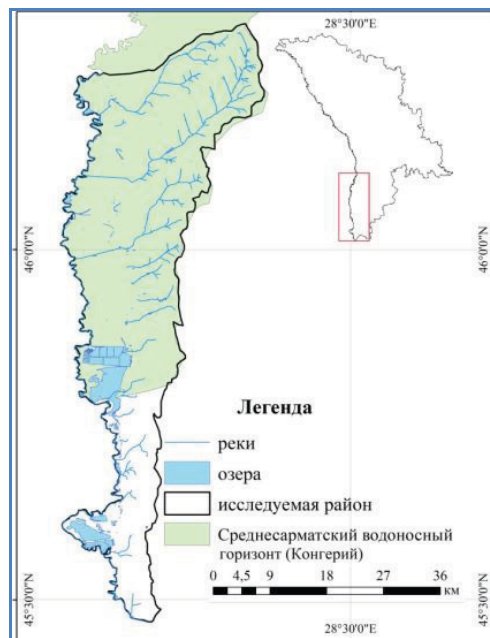 28°30'0"E
46°0'0"N
46°0'0"N
Легенда
реки
озера
исследуемая район
Среднесарматский водоносный
горизонт (Конгерий)
0 4,5 9 18 27 36
км
45°30'0"N
45°30'0"N
28°30'0"E